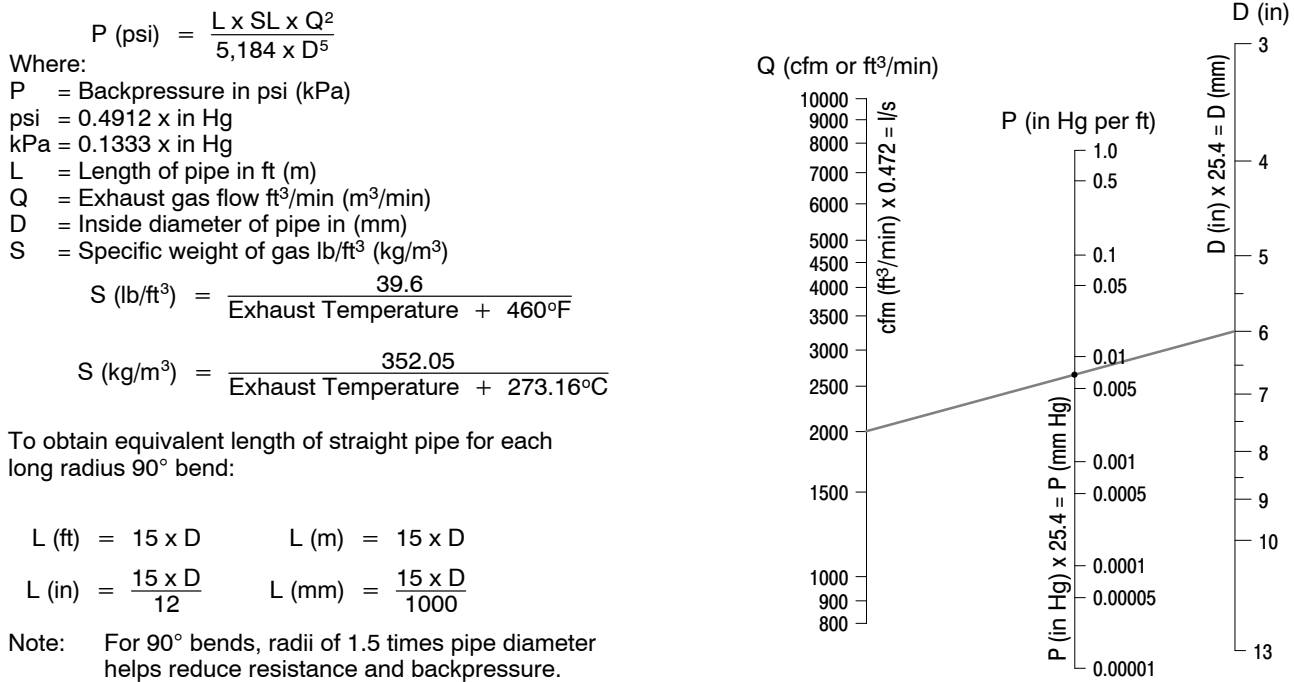 P (psi) = L x SL x Q² / 5,184 x D⁵
Where:
P = Backpressure in psi (kPa)
psi = 0.4912 x in Hg
kPa = 0.1333 x in Hg
L = Length of pipe in ft (m)
Q = Exhaust gas flow ft³/min (m³/min)
D = Inside diameter of pipe in (mm)
S = Specific weight of gas lb/ft³ (kg/m³)
S (lb/ft³) = 39.6 / Exhaust Temperature + 460°F
S (kg/m³) = 352.05 / Exhaust Temperature + 273.16°C
To obtain equivalent length of straight pipe for each
long radius 90° bend:
L (ft) = 15 x D L (m) = 15 x D
L (in) = 15 x D / 12 L (mm) = 15 x D / 1000
Note: For 90° bends, radii of 1.5 times pipe diameter
helps reduce resistance and backpressure.
Q (cfm or ft³/min)
10000
9000
8000
7000
6000
5000
4500
4000
3500
3000
2500
2000
1500
1000
900
800
cfm (ft³/min) x 0.472 = l/s
P (in Hg per ft)
1.0
0.5
0.1
0.05
0.01
0.005
0.001
0.0005
0.0001
0.00005
0.00001
P (in Hg) x 25.4 = P (mm Hg)
D (in)
3
4
5
6
7
8
9
10
13
D (in) x 25.4 = D (mm)